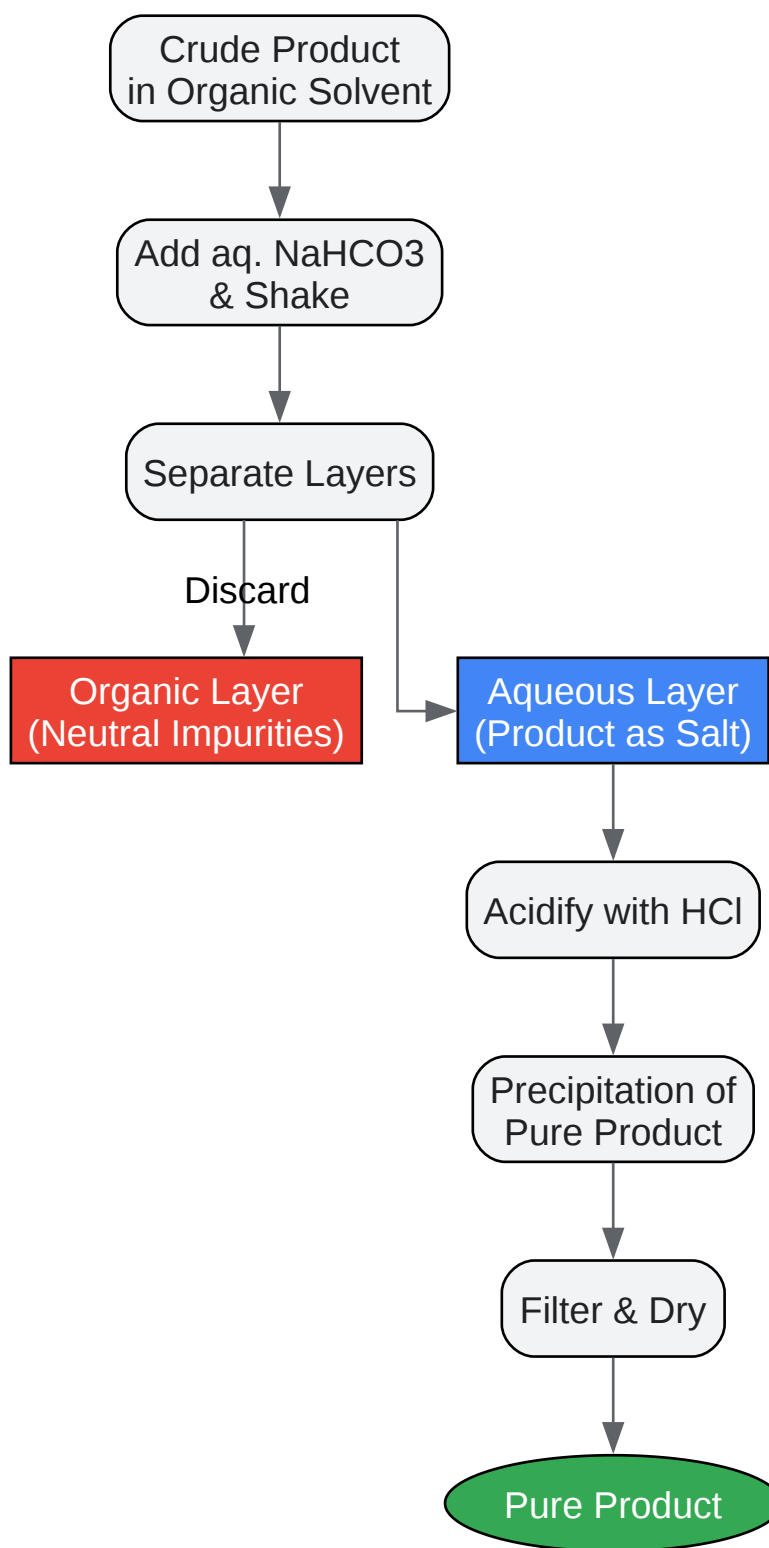 Crude Product
in Organic Solvent
Add aq. NaHCO3
& Shake
Separate Layers
Discard
Organic Layer
(Neutral Impurities)
Aqueous Layer
(Product as Salt)
Acidify with HCl
Precipitation of
Pure Product
Filter & Dry
Pure Product